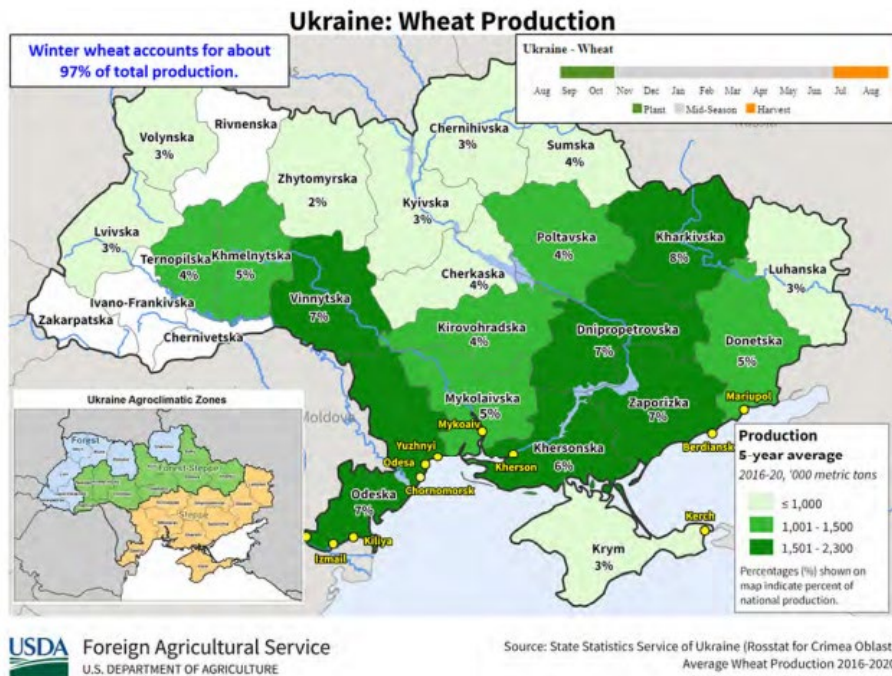 Ukraine: Wheat Production
Winter wheat accounts for about
97% of total production.
Ukraine - Wheat
Aug Sep Oct Nov Dec Jan Feb Mar Apr May Jun Jul Aug
Plant Mid-Season Harvest
Volynska
3%
Rivnenska
Zhytomyrska
2%
Chernihivska
3%
Sumska
4%
Kyivska
3%
Lvivska
3%
Ternopilska
4%
Khmelnytska
5%
Vinnytska
7%
Cherkaska
4%
Poltavska
4%
Kharkivska
8%
Luhanska
3%
Ivano-Frankivska
Zakarpatska
Chernivetska
Kirovohradska
4%
Dnipropetrovska
7%
Donetska
5%
Mykolaivska
5%
Zaporizka
7%
Mariupol
Berdiansk
Khersonska
6%
Kherson
Mykoaiv
Yuzhnyi
Odesa
Chornomorsk
Odeska
7%
Kiliya
Izmail
Krym
3%
Kerch
Moldova
Ukraine Agroclimatic Zones
Forest
Forest-Steppe
Steppe
Production
5-year average
2016-20, '000 metric tons
≤ 1,000
1,001 - 1,500
1,501 - 2,300
Percentages (%) shown on
map indicate percent of
national production.
USDA Foreign Agricultural Service
U.S. DEPARTMENT OF AGRICULTURE
Source: State Statistics Service of Ukraine (Rosstat for Crimea Oblast
Average Wheat Production 2016-2020